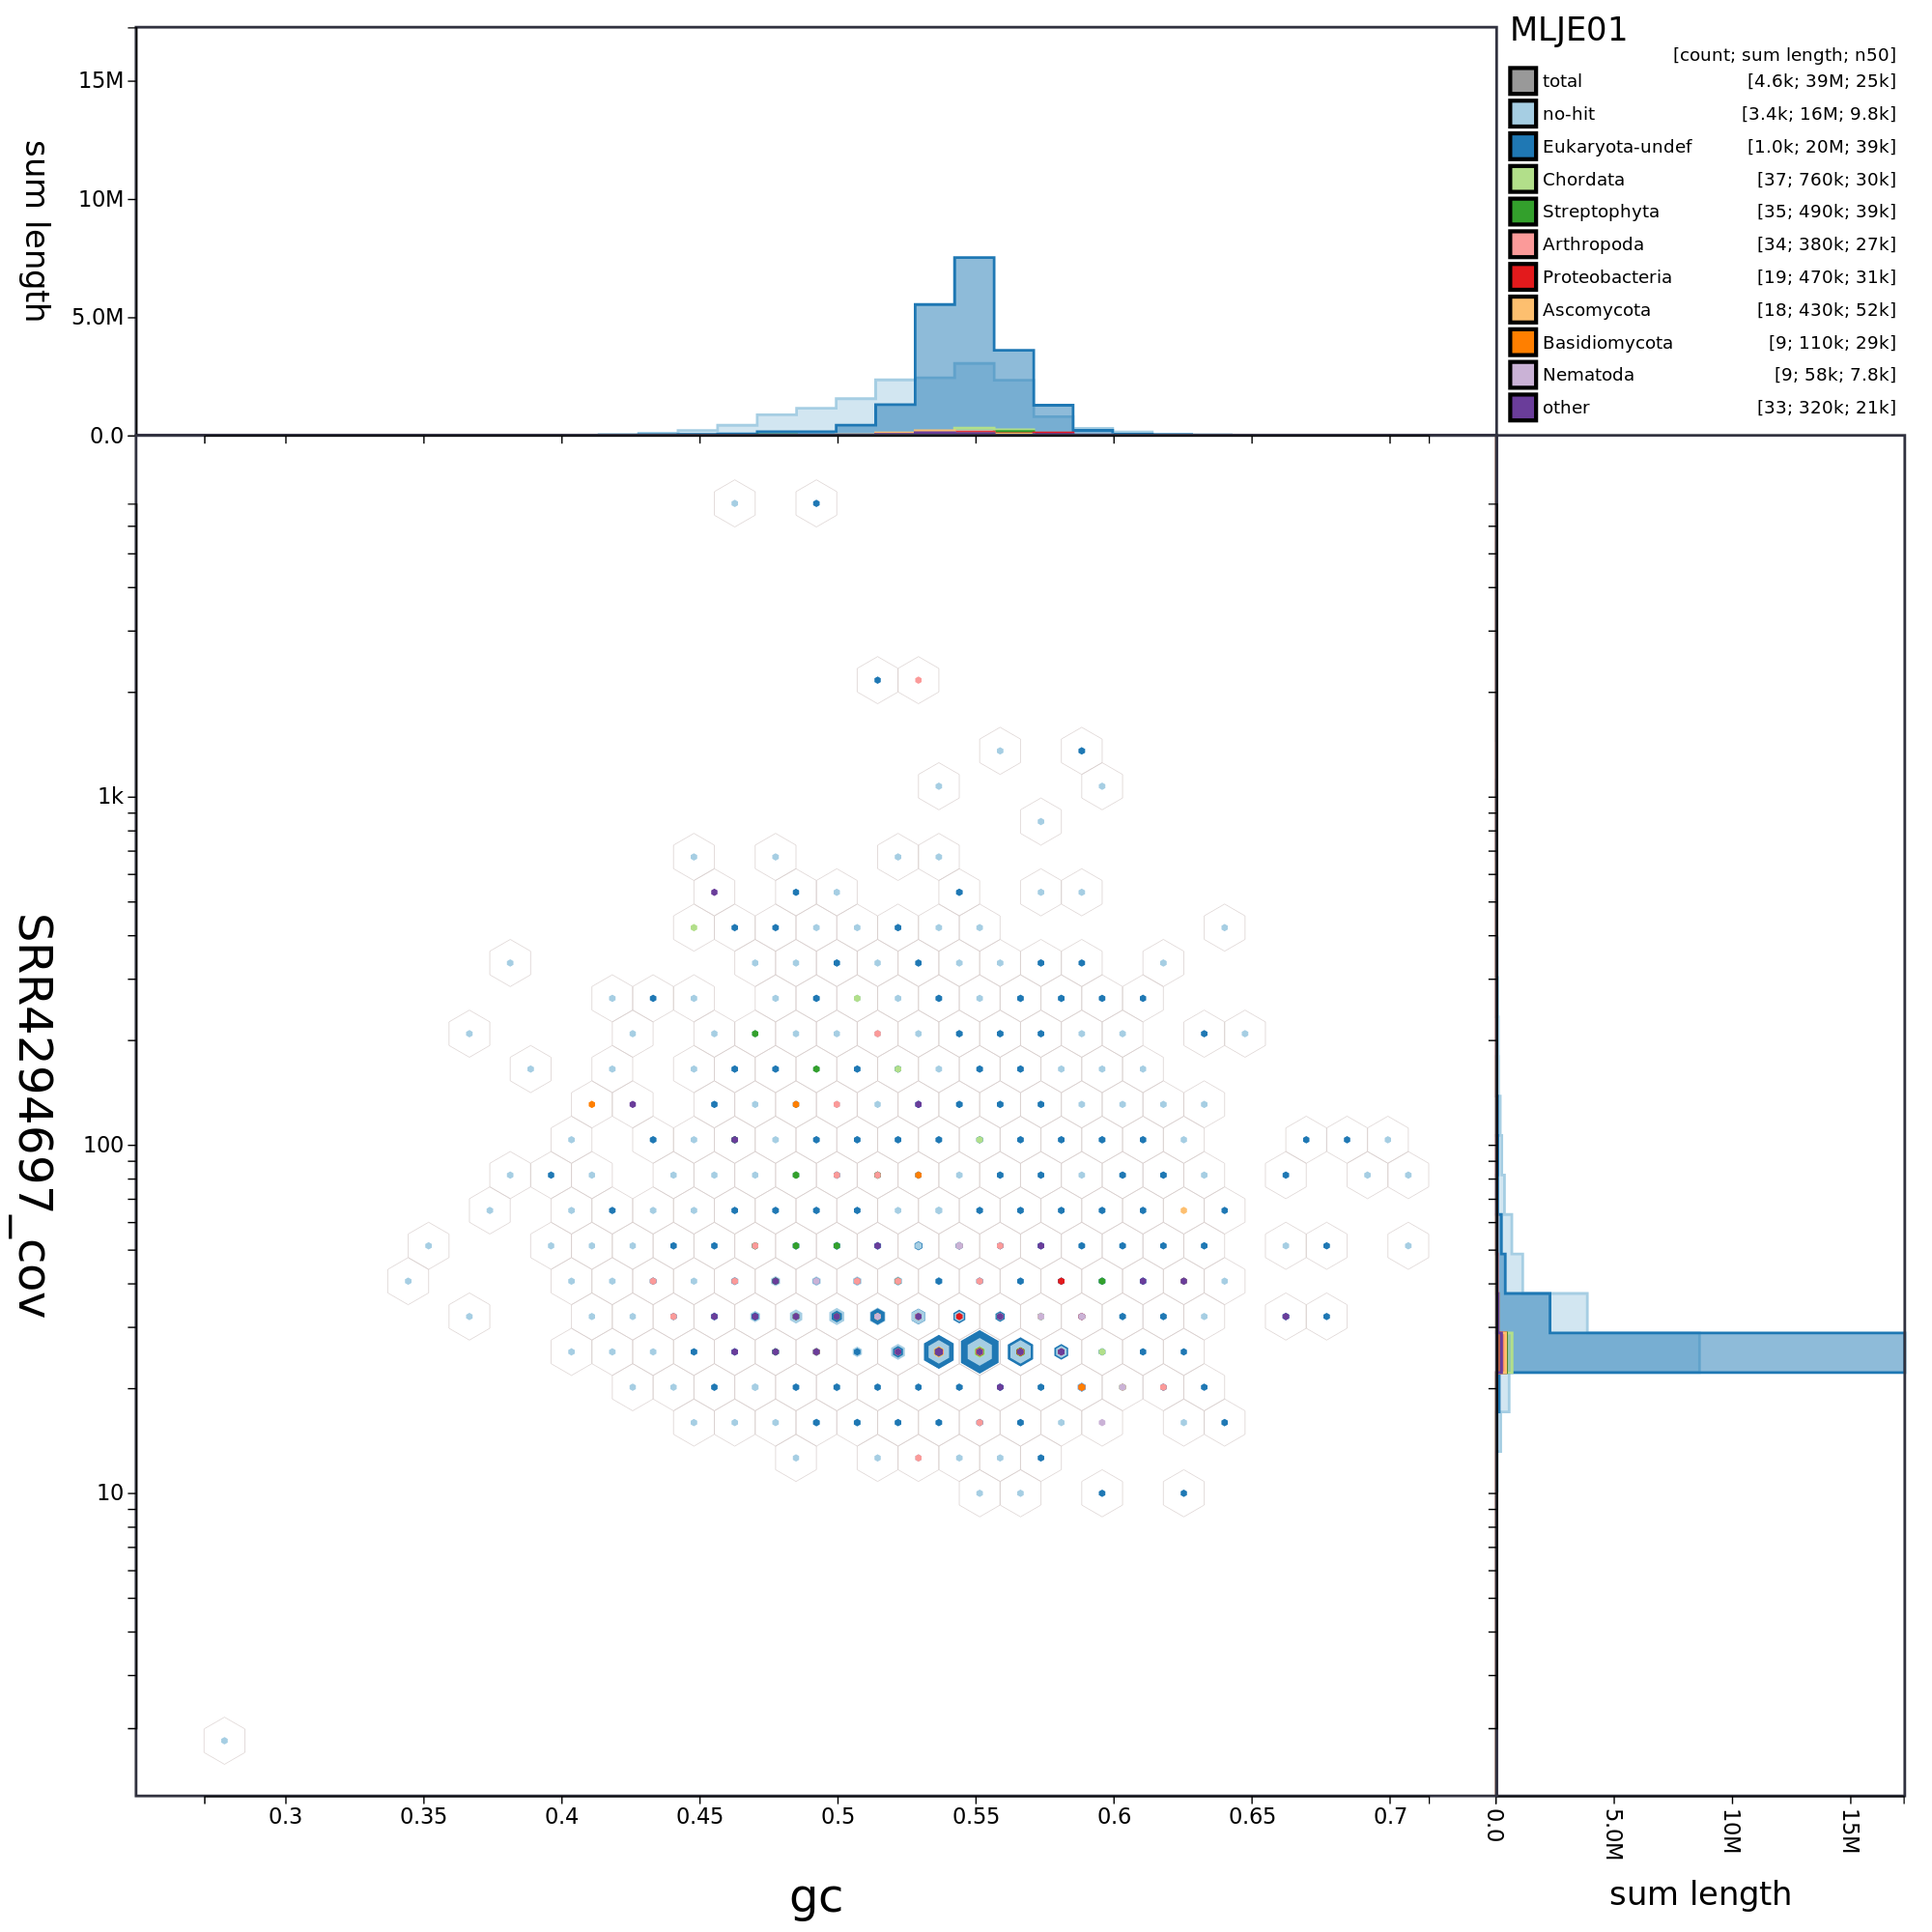 MLJE01
[count; sum length; n50]
total [4.6k; 39M; 25k]
no-hit [3.4k; 16M; 9.8k]
Eukaryota-undef [1.0k; 20M; 39k]
Chordata [37; 760k; 30k]
Streptophyta [35; 490k; 39k]
Arthropoda [34; 380k; 27k]
Proteobacteria [19; 470k; 31k]
Ascomycota [18; 430k; 52k]
Basidiomycota [9; 110k; 29k]
Nematoda [9; 58k; 7.8k]
other [33; 320k; 21k]
sum length
15M
10M
5.0M
0.0
SRR4294697_cov
1k
100
10
0.3 0.35 0.4 0.45 0.5 0.55 0.6 0.65 0.7
gc
0.0 5.0M 10M 15M
sum length